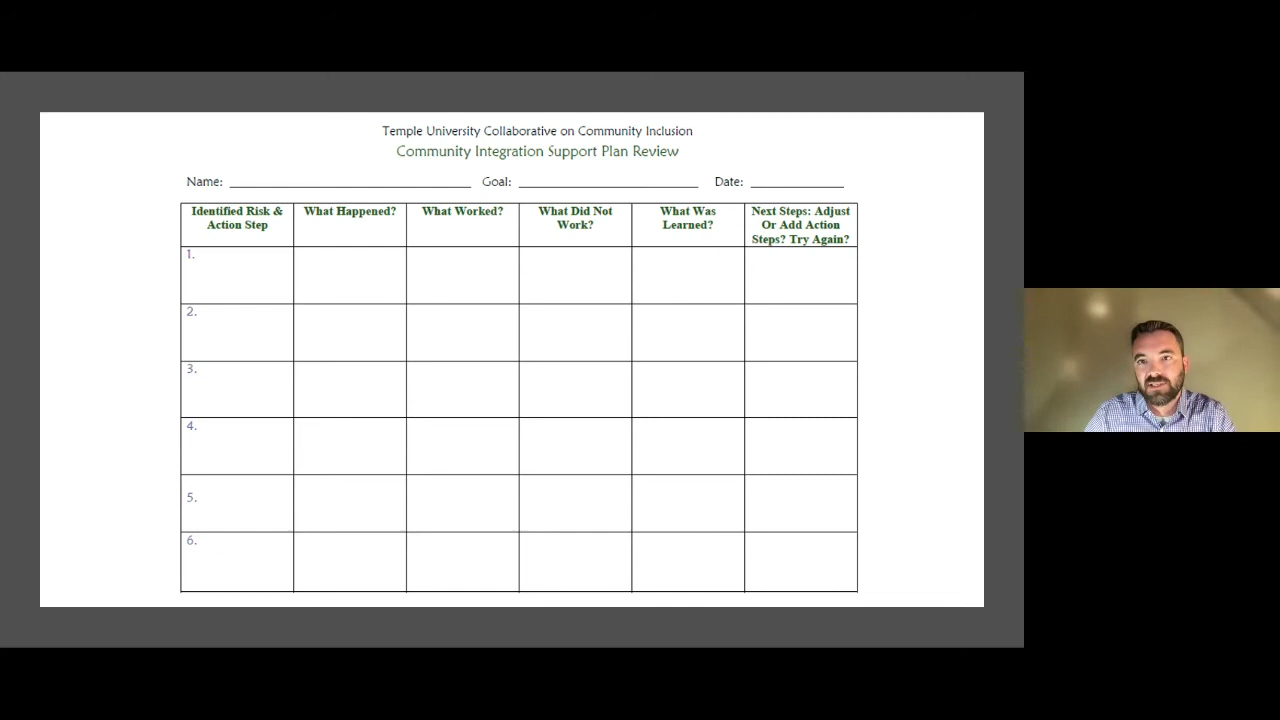 Temple University Collaborative on Community Inclusion
Community Integration Support Plan Review
Name: Goal: Date:
Identified Risk & Action Step
What Happened?
What Worked?
What Did Not Work?
What Was Learned?
Next Steps: Adjust Or Add Action Steps? Try Again?
1.
2.
3.
4.
5.
6.